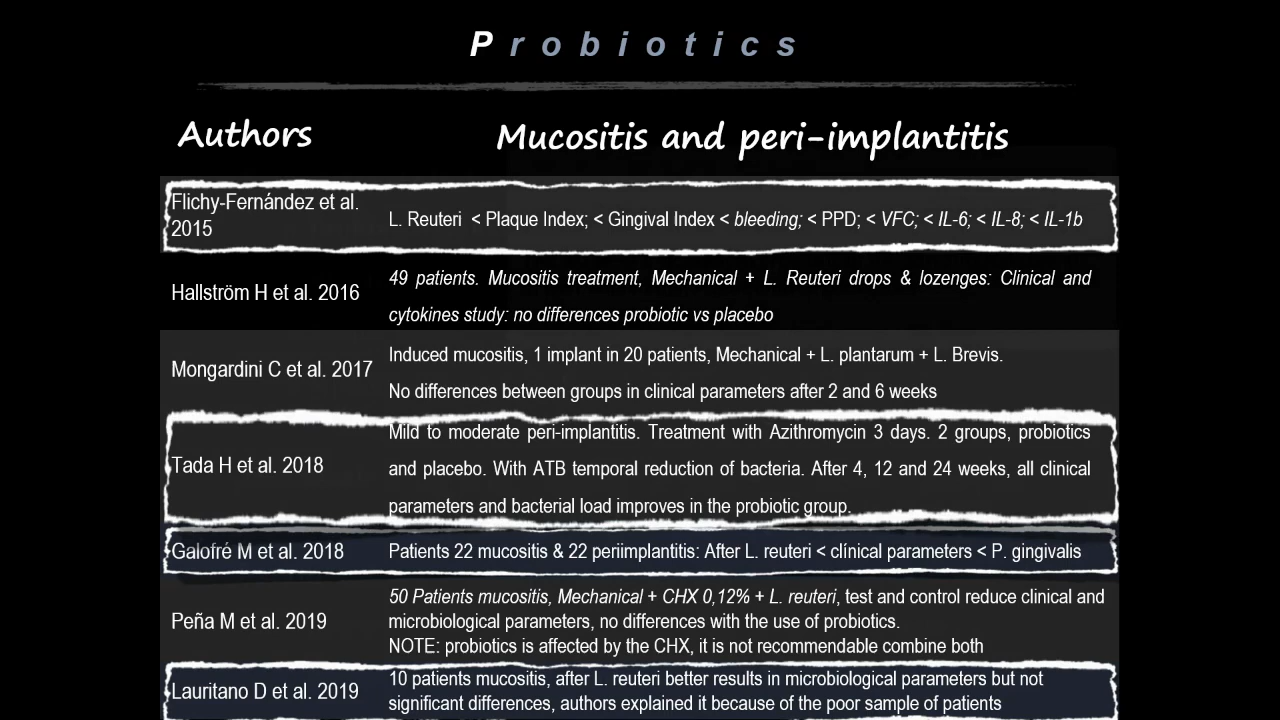 Probiotics
Authors
Mucositis and peri-implantitis
Flichy-Fernández et al.
2015
L. Reuteri < Plaque Index; < Gingival Index < bleeding; < PPD; < VFC; < IL-6; < IL-8; < IL-1b
Hallström H et al. 2016
49 patients. Mucositis treatment, Mechanical + L. Reuteri drops & lozenges: Clinical and
cytokines study: no differences probiotic vs placebo
Mongardini C et al. 2017
Induced mucositis, 1 implant in 20 patients, Mechanical + L. plantarum + L. Brevis.
No differences between groups in clinical parameters after 2 and 6 weeks
Tada H et al. 2018
Mild to moderate peri-implantitis. Treatment with Azithromycin 3 days. 2 groups, probiotics
and placebo. With ATB temporal reduction of bacteria. After 4, 12 and 24 weeks, all clinical
parameters and bacterial load improves in the probiotic group.
Galofré M et al. 2018
Patients 22 mucositis & 22 periimplantitis: After L. reuteri < clínical parameters < P. gingivalis
Peña M et al. 2019
50 Patients mucositis, Mechanical + CHX 0,12% + L. reuteri, test and control reduce clinical and
microbiological parameters, no differences with the use of probiotics.
NOTE: probiotics is affected by the CHX, it is not recommendable combine both
Lauritano D et al. 2019
10 patients mucositis, after L. reuteri better results in microbiological parameters but not
significant differences, authors explained it because of the poor sample of patients